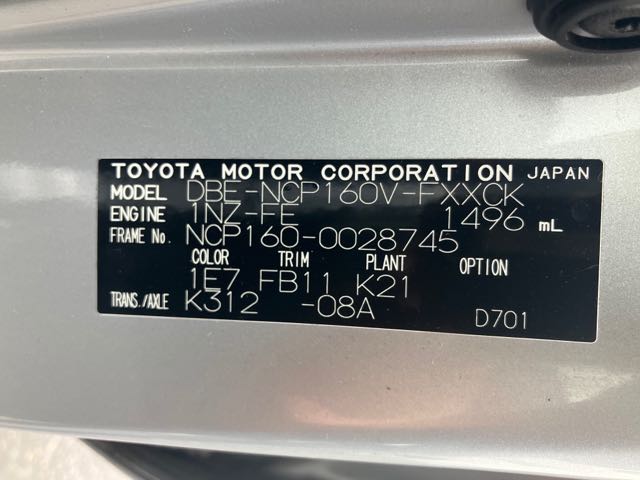 TOYOTA MOTOR CORPORATION JAPAN
MODEL DBE-NCP160V-FXXCK
ENGINE 1NZ-FE 1496 mL
FRAME No. NCP160-0028745
COLOR TRIM PLANT OPTION
1E7 FB11 K21
TRANS./AXLE K312 -08A
D701